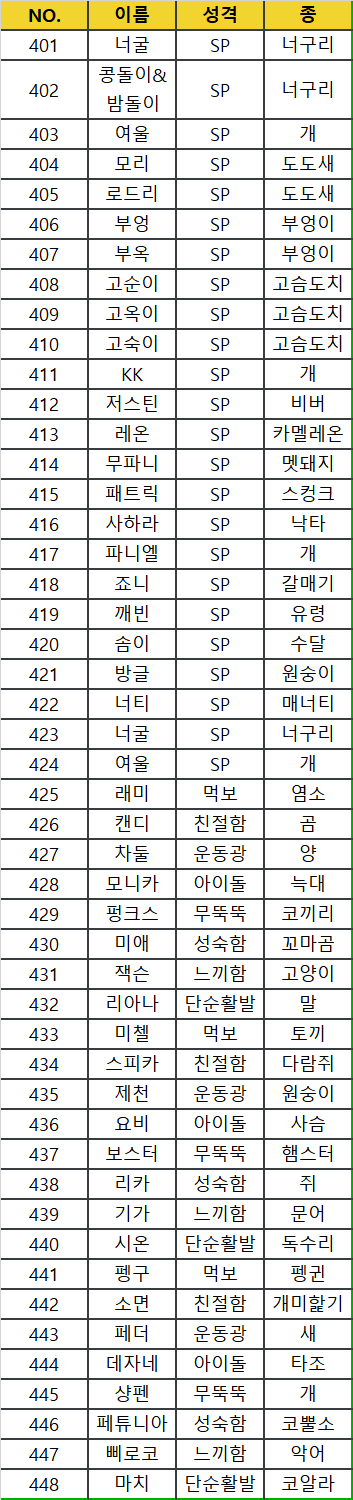 NO. 이름 성격 종
401 너굴 SP 너구리
402 콩돌이& 밤돌이 SP 너구리
403 여울 SP 개
404 모리 SP 도도새
405 로드리 SP 도도새
406 부엉 SP 부엉이
407 부옥 SP 부엉이
408 고순이 SP 고슴도치
409 고옥이 SP 고슴도치
410 고숙이 SP 고슴도치
411 KK SP 개
412 저스틴 SP 비버
413 레온 SP 카멜레온
414 무파니 SP 멧돼지
415 패트릭 SP 스컹크
416 사하라 SP 낙타
417 파니엘 SP 개
418 죠니 SP 갈매기
419 깨빈 SP 유령
420 솜이 SP 수달
421 방글 SP 원숭이
422 너티 SP 매너티
423 너굴 SP 너구리
424 여울 SP 개
425 래미 먹보 염소
426 캔디 친절함 곰
427 차둘 운동광 양
428 모니카 아이돌 늑대
429 펑크스 무뚝뚝 코끼리
430 미애 성숙함 꼬마곰
431 잭슨 느끼함 고양이
432 리아나 단순활발 말
433 미첼 먹보 토끼
434 스피카 친절함 다람쥐
435 제천 운동광 원숭이
436 요비 아이돌 사슴
437 보스터 무뚝뚝 햄스터
438 리카 성숙함 쥐
439 기가 느끼함 문어
440 시온 단순활발 독수리
441 펭구 먹보 펭귄
442 소면 친절함 개미핥기
443 페더 운동광 새
444 데자네 아이돌 타조
445 샹펜 무뚝뚝 개
446 페튜니아 성숙함 코뿔소
447 삐로코 느끼함 악어
448 마치 단순활발 코알라